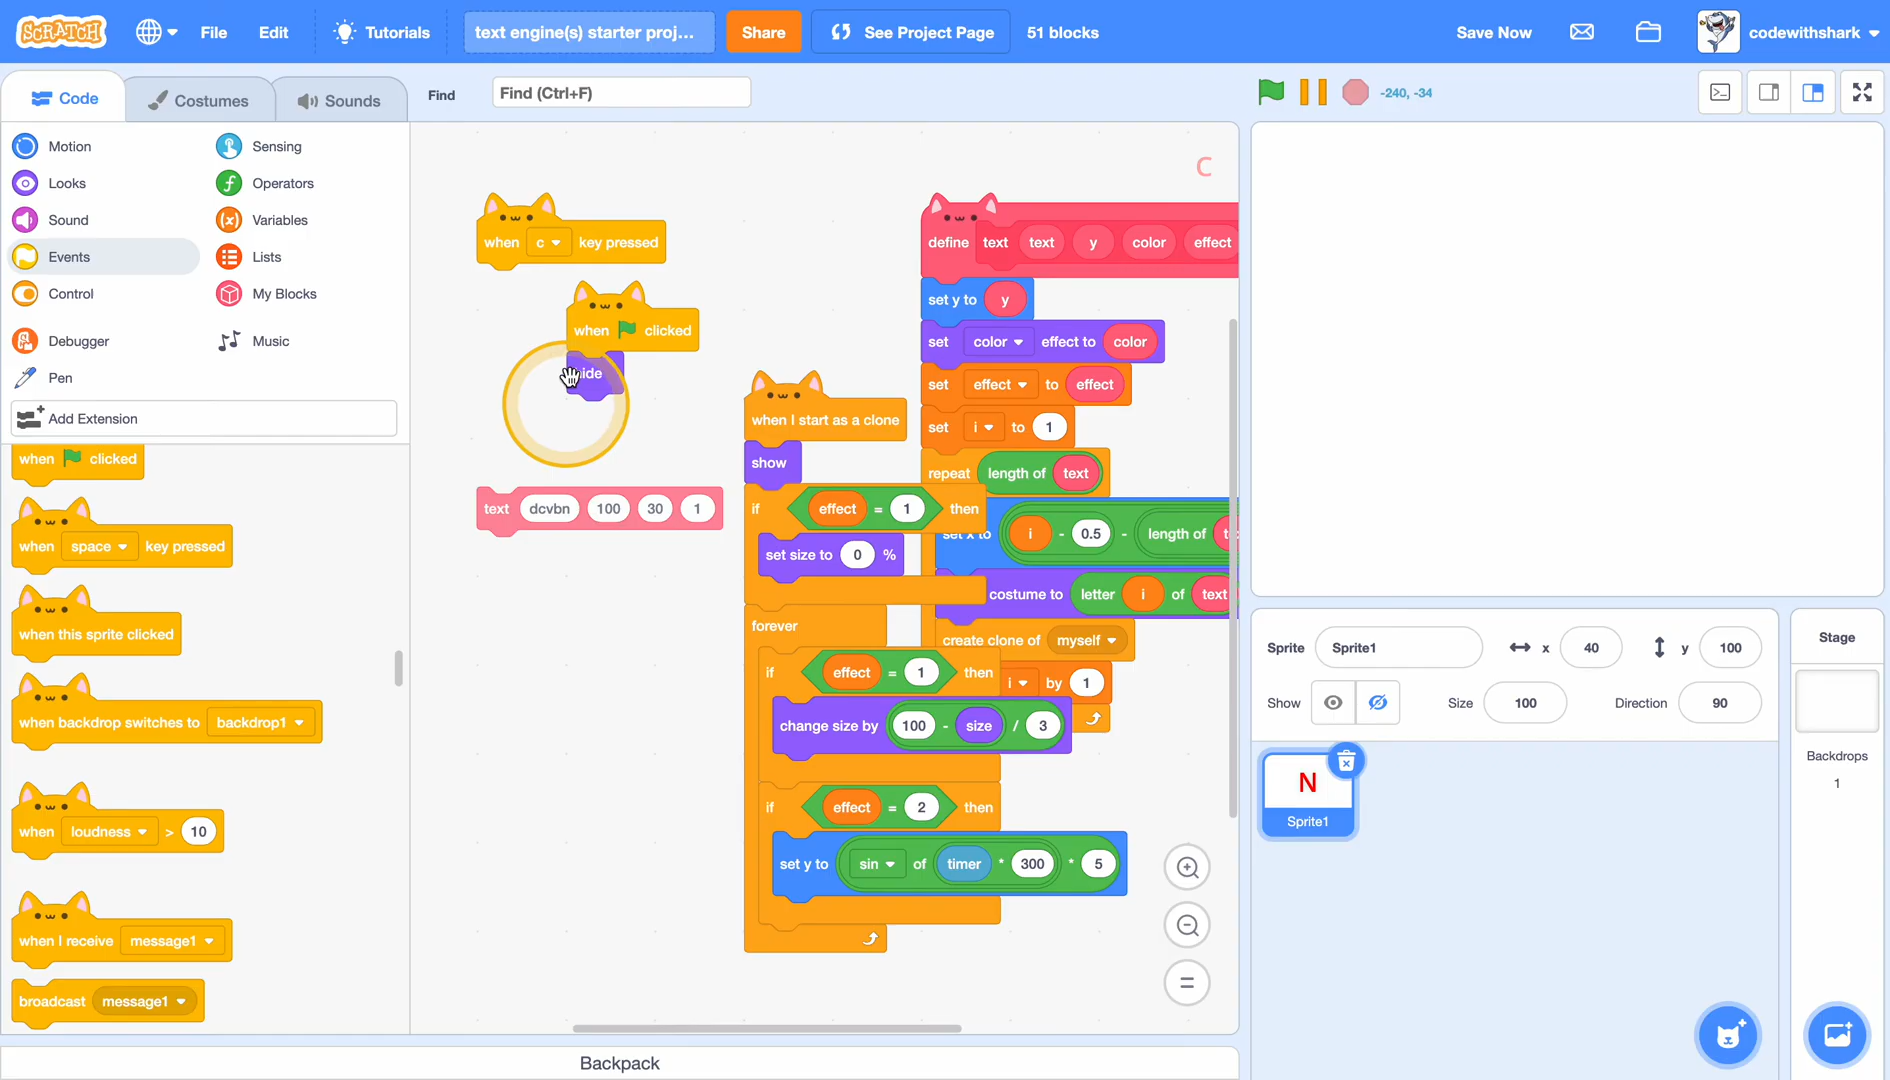 SCRATCH File Edit Tutorials text engine(s) starter proj... Share See Project Page 51 blocks Save Now codewithshark
Code Costumes Sounds Find Find (Ctrl+F) -240, -34
Motion Sensing
Looks Operators
Sound Variables
Events Lists
Control My Blocks
Debugger Music
Pen
Add Extension
when clicked
when space key pressed
when this sprite clicked
when backdrop switches to backdrop1
when loudness > 10
when I receive message1
broadcast message1
C
when c key pressed
when clicked
text dcvbn 100 30 1
when I start as a clone
show
if effect = 1 then
set size to 0 %
forever
if effect = 1 then
change size by 100 - size / 3
if effect = 2 then
set y to sin of timer * 300 * 5
define text text y color effect
set y to y
set color effect to color
set effect to effect
set i to 1
repeat length of text
set x to i - 0.5 - length of
costume to letter i of text
create clone of myself
i by 1
Sprite Sprite1 x 40 y 100
Show Size 100 Direction 90
N
Sprite1
Stage
Backdrops
1
Backpack